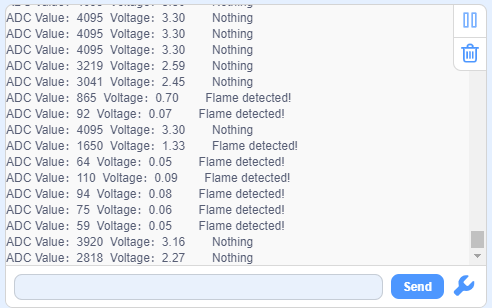 ADC Value: 4095 Voltage: 3.30 Nothing
ADC Value: 4095 Voltage: 3.30 Nothing
ADC Value: 4095 Voltage: 3.30 Nothing
ADC Value: 3219 Voltage: 2.59 Nothing
ADC Value: 3041 Voltage: 2.45 Nothing
ADC Value: 865 Voltage: 0.70 Flame detected!
ADC Value: 92 Voltage: 0.07 Flame detected!
ADC Value: 4095 Voltage: 3.30 Nothing
ADC Value: 1650 Voltage: 1.33 Flame detected!
ADC Value: 64 Voltage: 0.05 Flame detected!
ADC Value: 110 Voltage: 0.09 Flame detected!
ADC Value: 94 Voltage: 0.08 Flame detected!
ADC Value: 75 Voltage: 0.06 Flame detected!
ADC Value: 59 Voltage: 0.05 Flame detected!
ADC Value: 3920 Voltage: 3.16 Nothing
ADC Value: 2818 Voltage: 2.27 Nothing
Send